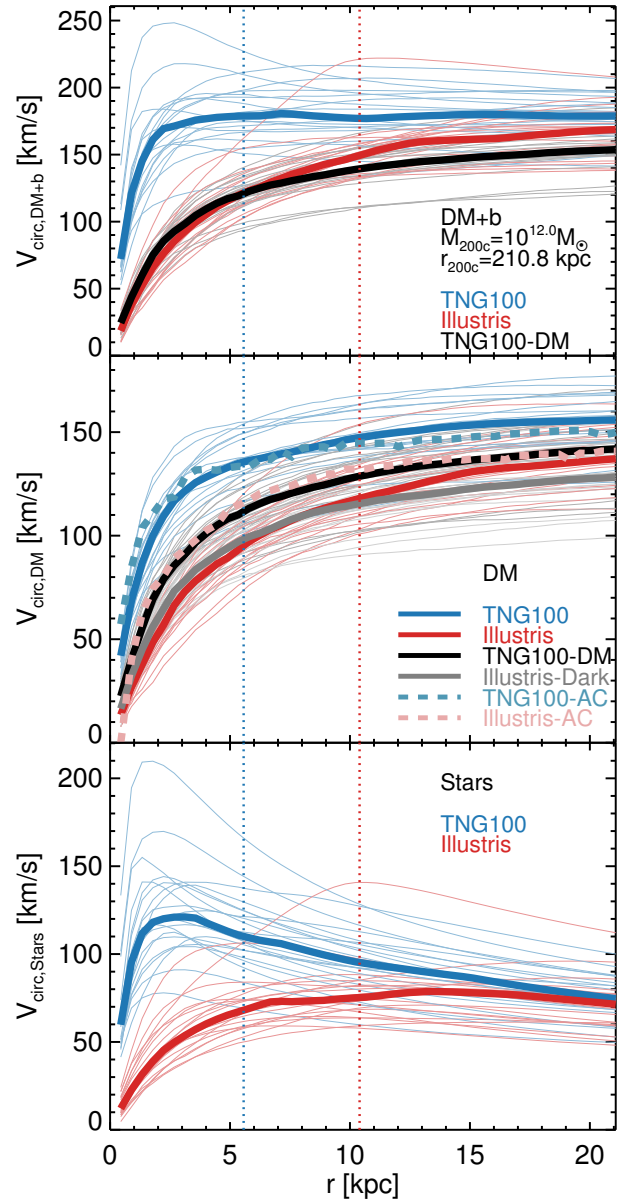 250
200
150
100
50
0
V_circ,DM+b [km/s]
DM+b
M_200c=10^12.0 M_⊙
r_200c=210.8 kpc
TNG100
Illustris
TNG100-DM
150
100
50
0
V_circ,DM [km/s]
DM
TNG100
Illustris
TNG100-DM
Illustris-Dark
TNG100-AC
Illustris-AC
200
150
100
50
0
V_circ,Stars [km/s]
Stars
TNG100
Illustris
0 5 10 15 20
r [kpc]